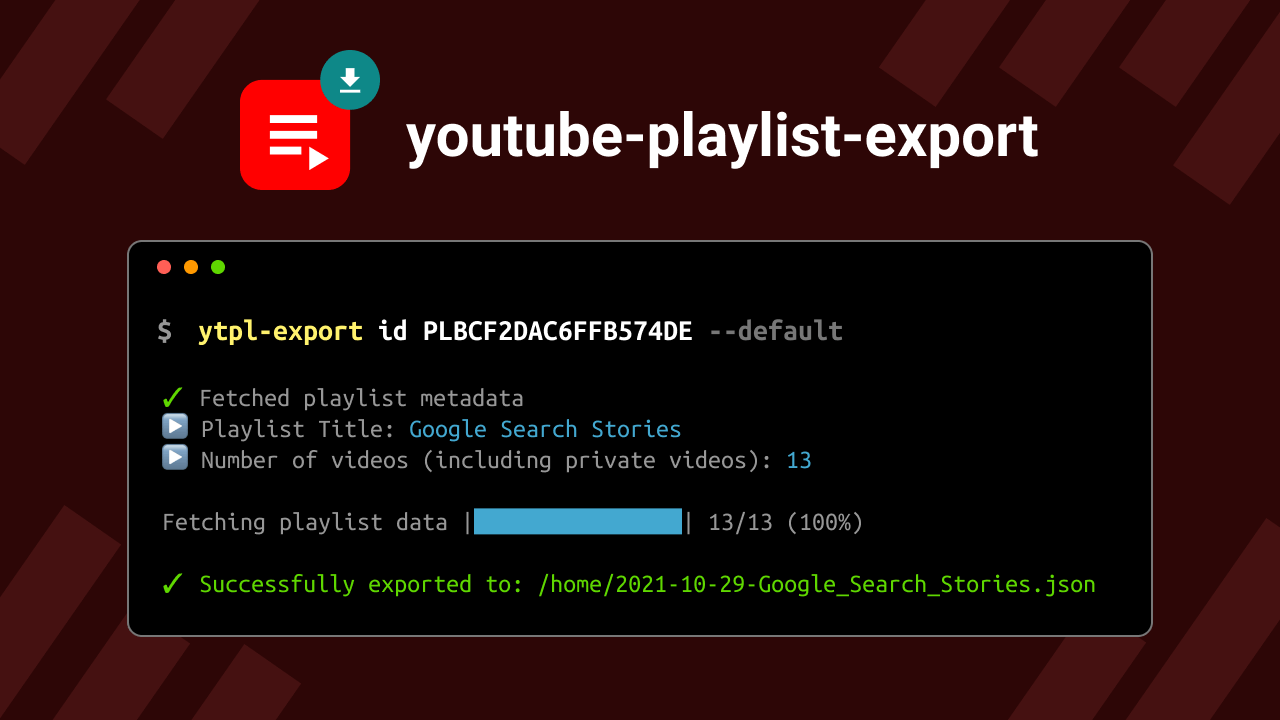 youtube-playlist-export
$ ytpl-export id PLBCF2DAC6FFB574DE --default
✓ Fetched playlist metadata
▶ Playlist Title: Google Search Stories
▶ Number of videos (including private videos): 13
Fetching playlist data | | 13/13 (100%)
✓ Successfully exported to: /home/2021-10-29-Google_Search_Stories.json